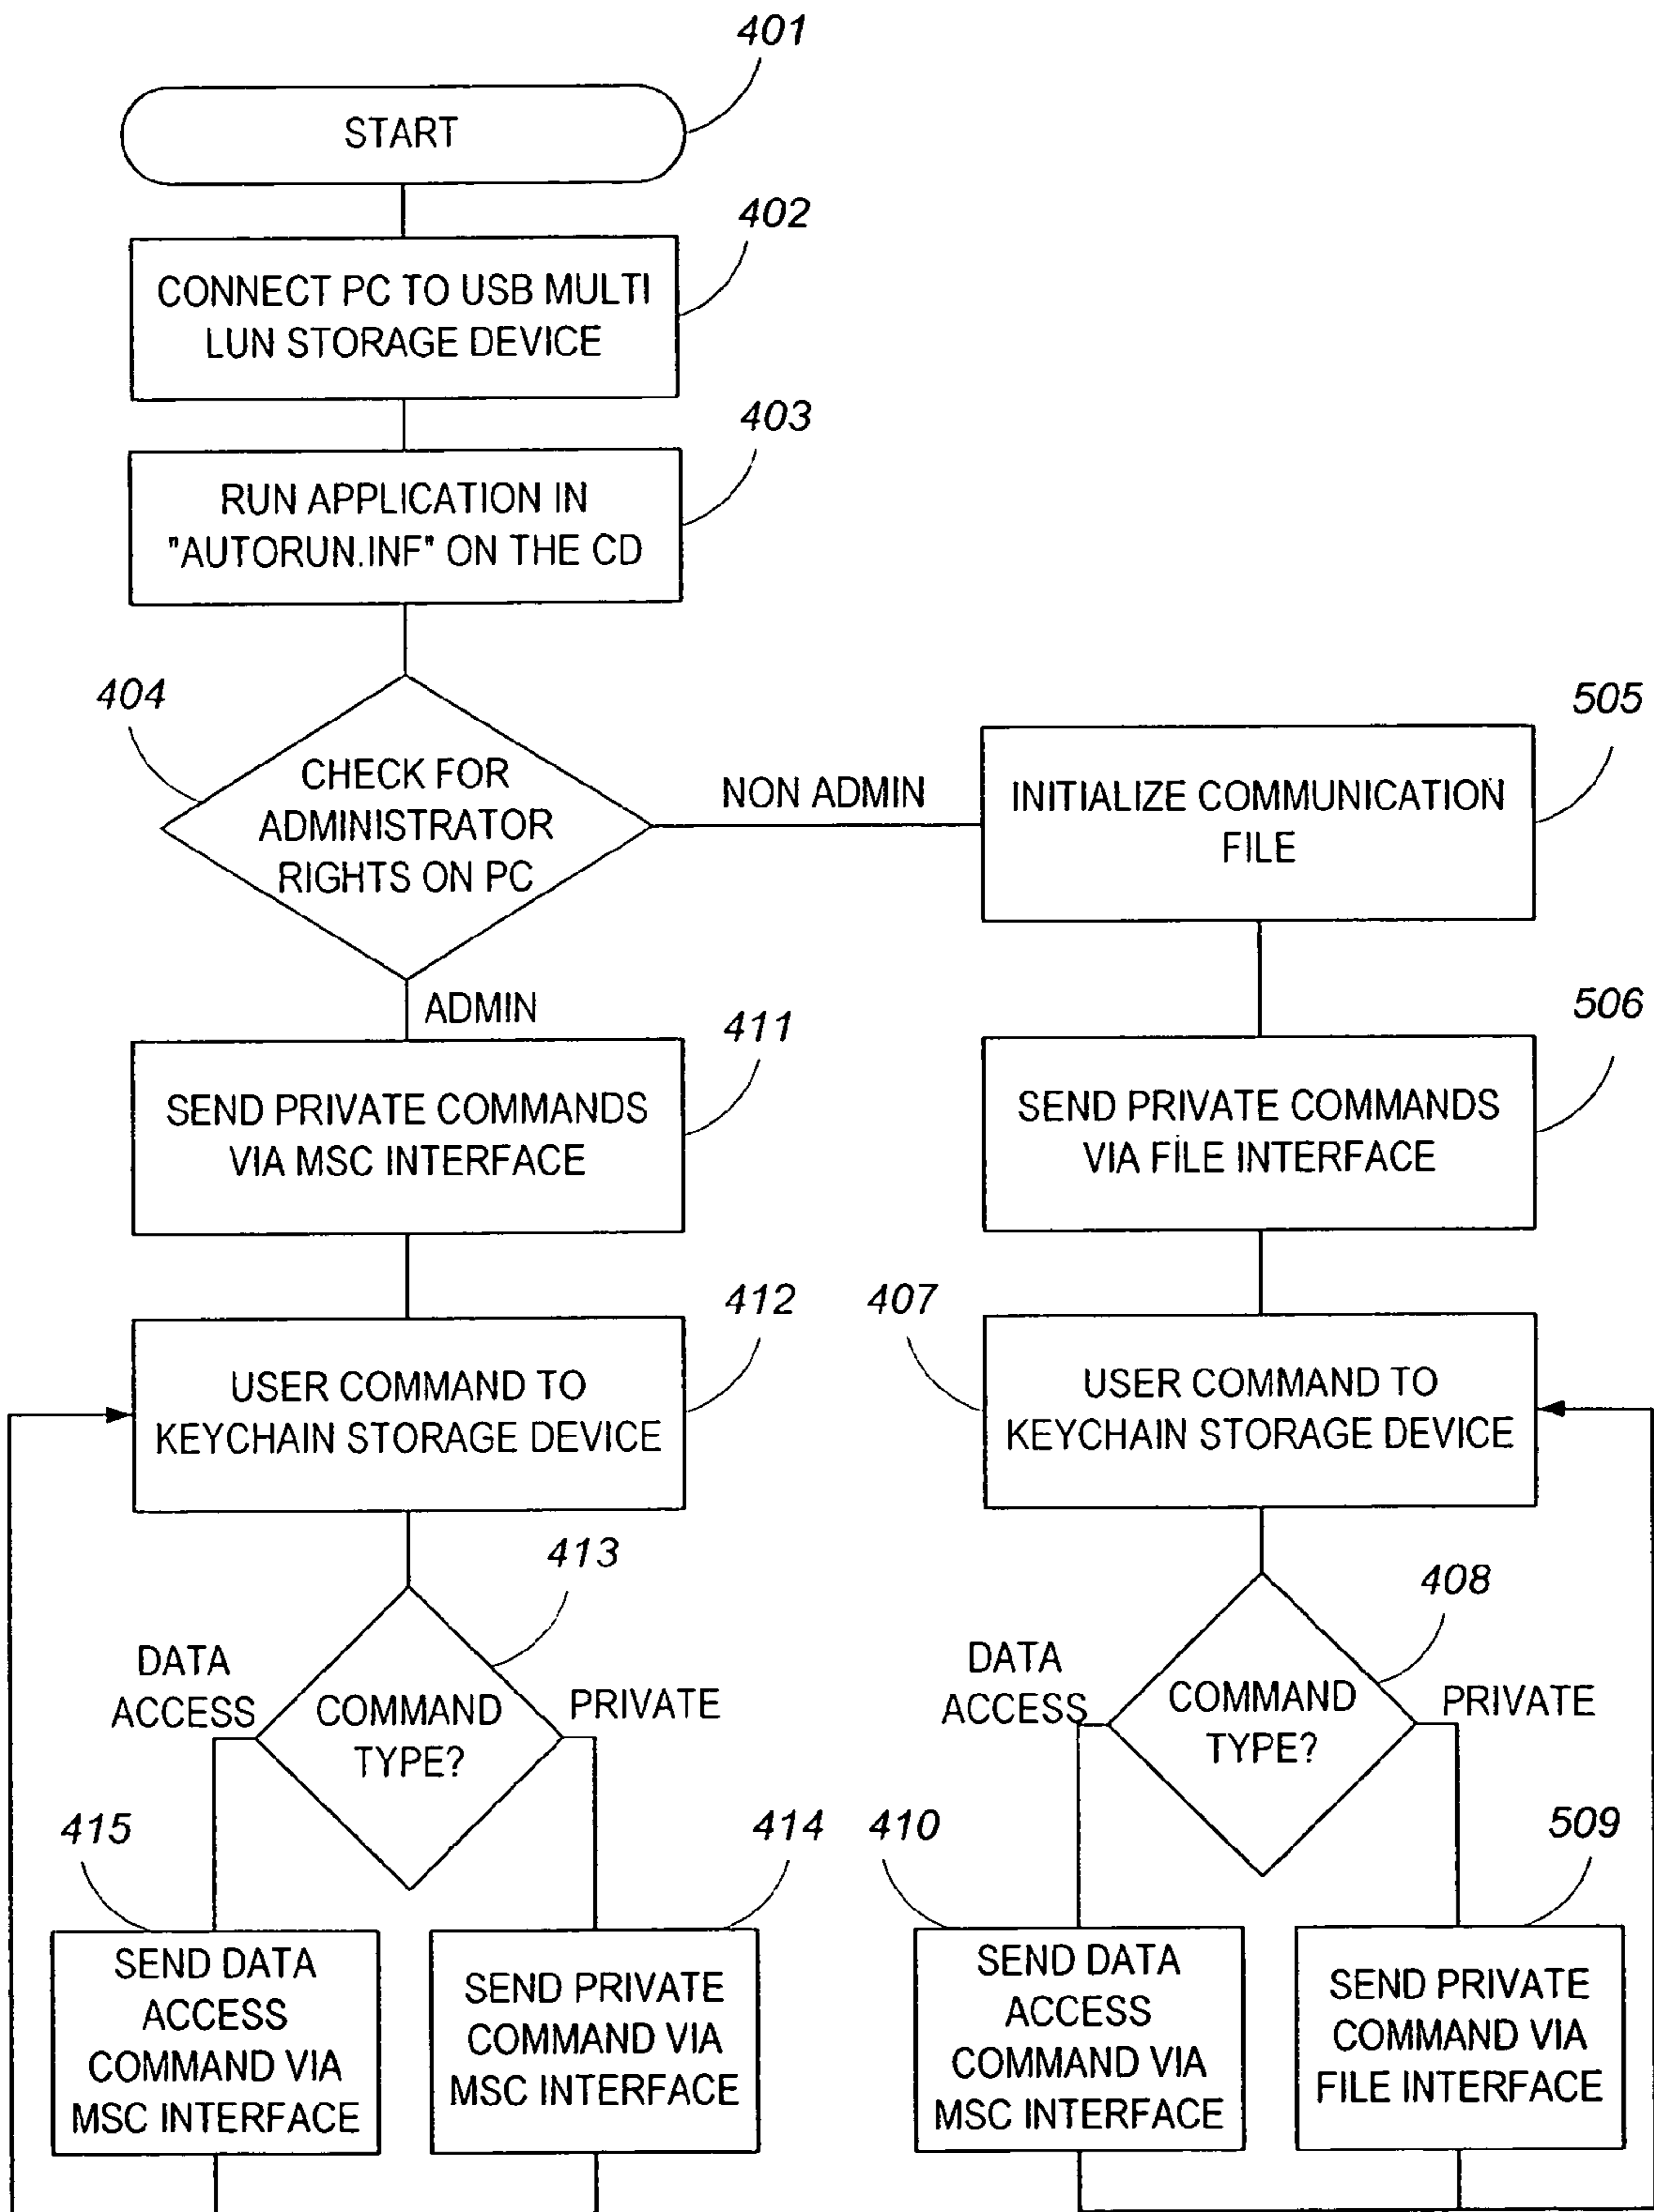 401
START
402
CONNECT PC TO USB MULTI
LUN STORAGE DEVICE
403
RUN APPLICATION IN
"AUTORUN.INF" ON THE CD
404
CHECK FOR
ADMINISTRATOR
RIGHTS ON PC
NON ADMIN
505
INITIALIZE COMMUNICATION
FILE
ADMIN
411
SEND PRIVATE COMMANDS
VIA MSC INTERFACE
506
SEND PRIVATE COMMANDS
VIA FILE INTERFACE
412
USER COMMAND TO
KEYCHAIN STORAGE DEVICE
407
USER COMMAND TO
KEYCHAIN STORAGE DEVICE
413
DATA
ACCESS
COMMAND
TYPE?
PRIVATE
408
DATA
ACCESS
COMMAND
TYPE?
PRIVATE
415
SEND DATA
ACCESS
COMMAND VIA
MSC INTERFACE
414
SEND PRIVATE
COMMAND VIA
MSC INTERFACE
410
SEND DATA
ACCESS
COMMAND VIA
MSC INTERFACE
509
SEND PRIVATE
COMMAND VIA
FILE INTERFACE